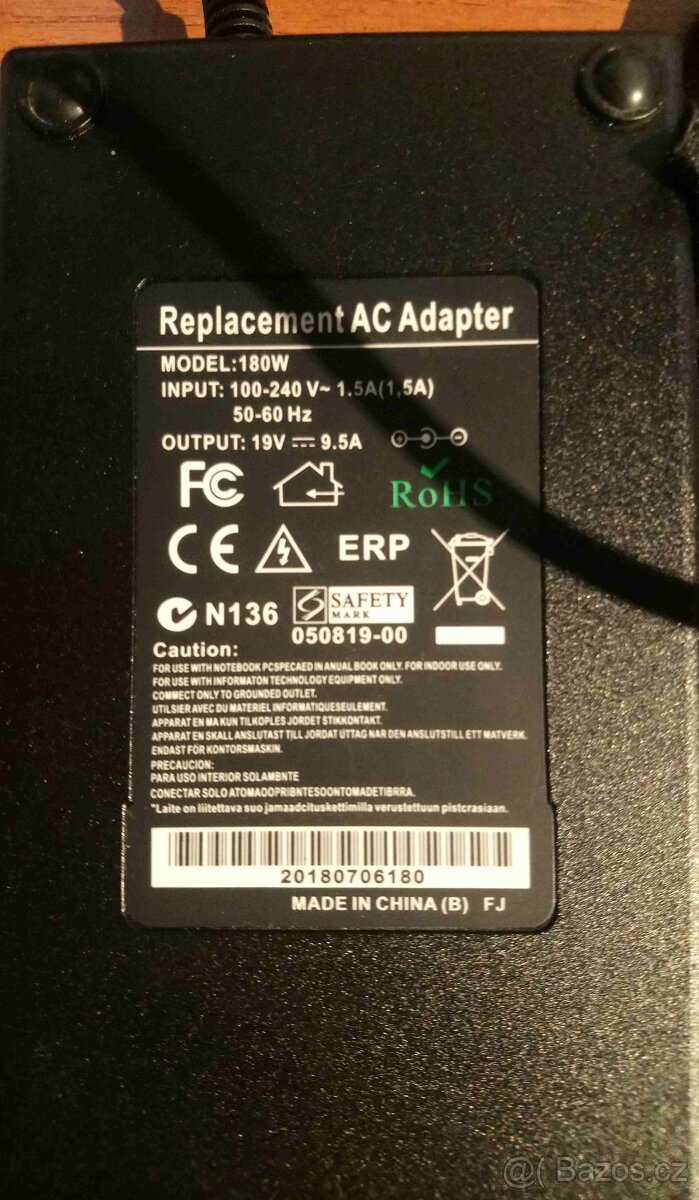 Replacement AC Adapter
MODEL:180W
INPUT: 100-240 V~ 1.5A(1,5A)
50-60 Hz
OUTPUT: 19V ⎓ 9.5A
FC
RoHS
CE
ERP
N136
S SAFETY
MARK
050819-00
Caution:
FOR USE WITH NOTEBOOK PCSPECAED IN ANUAL BOOK ONLY. FOR INDOOR USE ONLY.
FOR USE WITH INFORMATON TECHNOLOGY EQUIPMENT ONLY.
COMMECT ONLY TO GROUNDED OUTLET.
UTILSIER AVEC DU MATERIEL INFORMATIQUESEULEMENT.
APPARAT EN MA KUN TILKOPLES JORDET STIKKONTAKT.
APPARAT EN SKALL ANSLUTAST TILL JORDAT UTTAG NAR DEN ANSLUTSTILL ETT MATVERK.
ENDAST FÖR KONTORSMASKIN.
PRECAUCION:
PARA USO INTERIOR SOLAMBNTE
CONECTAR SOLO ATOMAOOPRIBNTESOONTOMADETIBRRA.
"Laite on liitettava suo jamaadcituskettimilla verustettuun pistcrasiaan.
20180706180
MADE IN CHINA (B) FJ
@( Bazos.cz